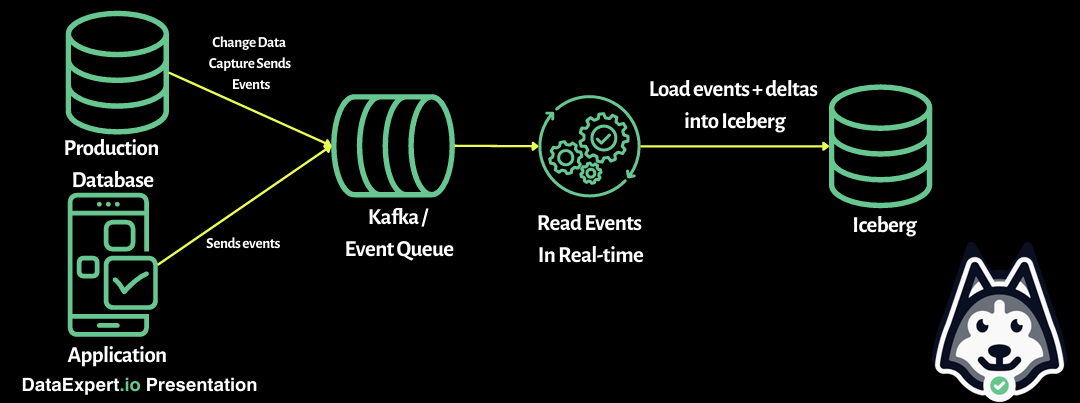 Change Data
Capture Sends
Events
Production
Database
Sends events
Application
Kafka /
Event Queue
Read Events
In Real-time
Load events + deltas
into Iceberg
Iceberg
DataExpert.io Presentation